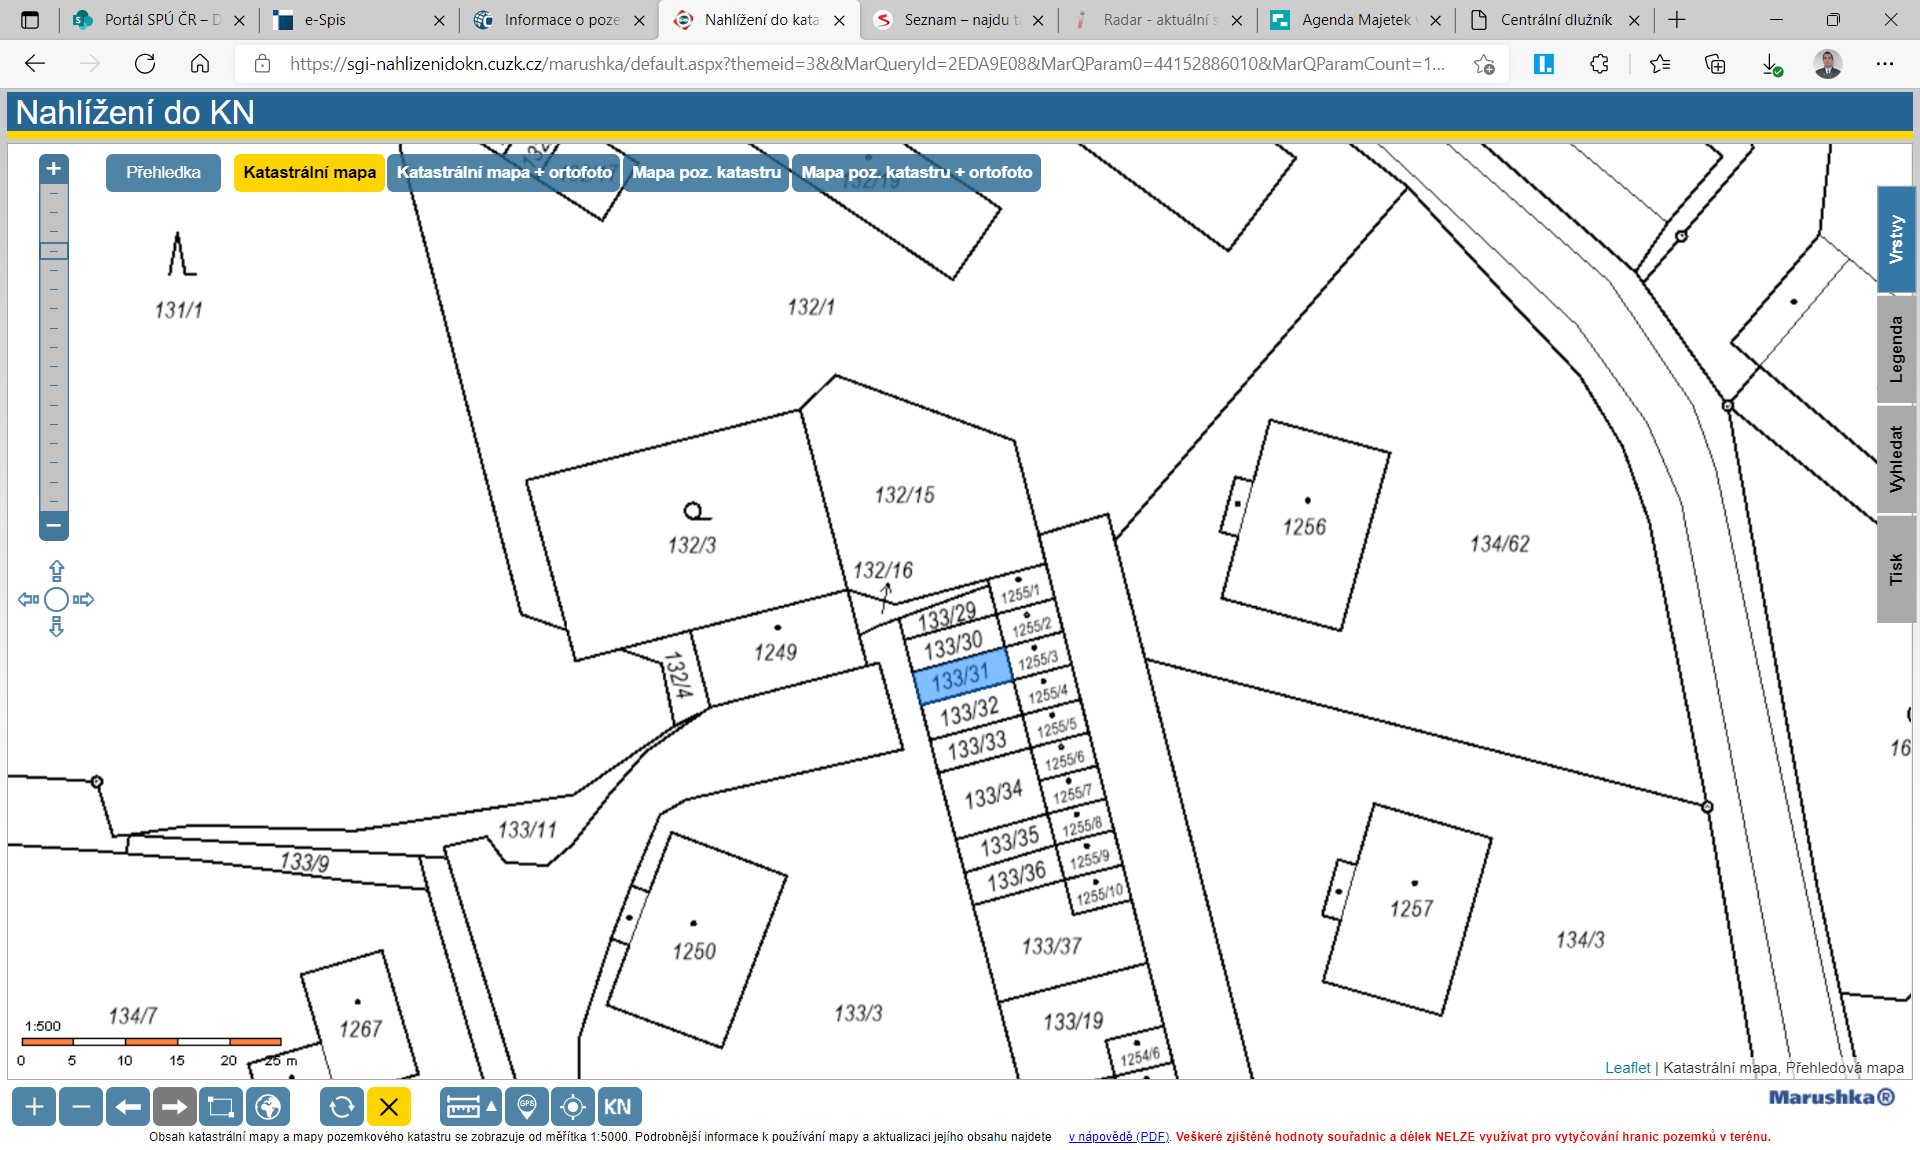 Portál SPÚ ČR – D
e-Spis
Informace o poze
Nahlížení do kata
Seznam – najdu t
Radar - aktuální s
Agenda Majetek
Centrální dlužník
https://sgi-nahlizenidokn.cuzk.cz/marushka/default.aspx?themeid=3&&MarQueryId=2EDA9E08&MarQParam0=44152886010&MarQParamCount=1...
Nahlížení do KN
Přehledka
Katastrální mapa
Katastrální mapa + ortofoto
Mapa poz. katastru
Mapa poz. katastru + ortofoto
Vrstvy
Legenda
Vyhledat
Tisk
131/1
132/1
132/15
132/3
132/16
1256
134/62
1249
132/4
133/29
1255/1
133/30
1255/2
133/31
1255/3
133/32
1255/4
133/33
1255/5
1255/6
133/34
1255/7
133/35
1255/8
133/36
1255/9
1255/10
133/11
133/9
1250
133/37
1257
134/3
16
134/7
1267
133/3
133/19
1254/6
1:500
0 5 10 15 20 25 m
Leaflet | Katastrální mapa, Přehledová mapa
GPS
KN
Marushka®
Obsah katastrální mapy a mapy pozemkového katastru se zobrazuje od měřítka 1:5000. Podrobnější informace k používání mapy a aktualizaci jejího obsahu najdete v nápovědě (PDF). Veškeré zjištěné hodnoty souřadnic a délek NELZE využívat pro vytyčování hranic pozemků v terénu.